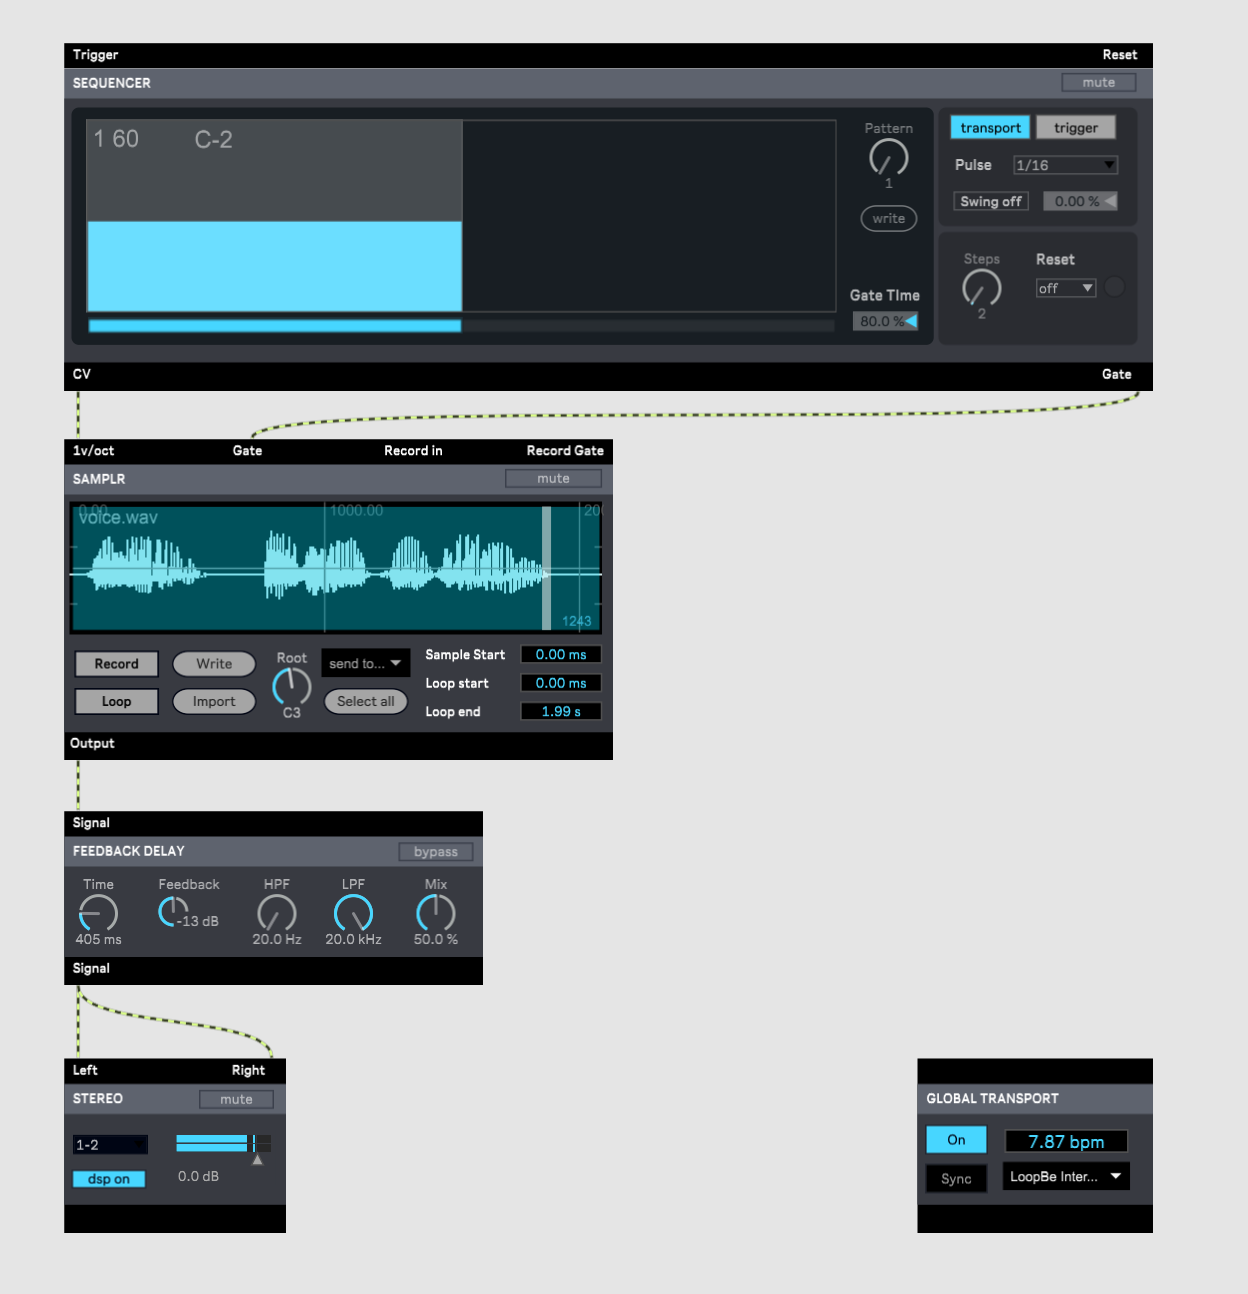 Trigger Reset
SEQUENCER mute
1 60 C-2
Pattern
1
write
Gate TIme
80.0 %
transport trigger
Pulse 1/16
Swing off 0.00 %
Steps Reset
off
2
CV Gate
1v/oct Gate Record in Record Gate
SAMPLR mute
0.00 1000.00 20
voice.wav
1243
Record Write Root send to...
Loop Import C3 Select all
Sample Start 0.00 ms
Loop start 0.00 ms
Loop end 1.99 s
Output
Signal
FEEDBACK DELAY bypass
Time Feedback HPF LPF Mix
-13 dB
405 ms 20.0 Hz 20.0 kHz 50.0 %
Signal
Left Right
STEREO mute
1-2
dsp on 0.0 dB
GLOBAL TRANSPORT
On 7.87 bpm
Sync LoopBe Inter...